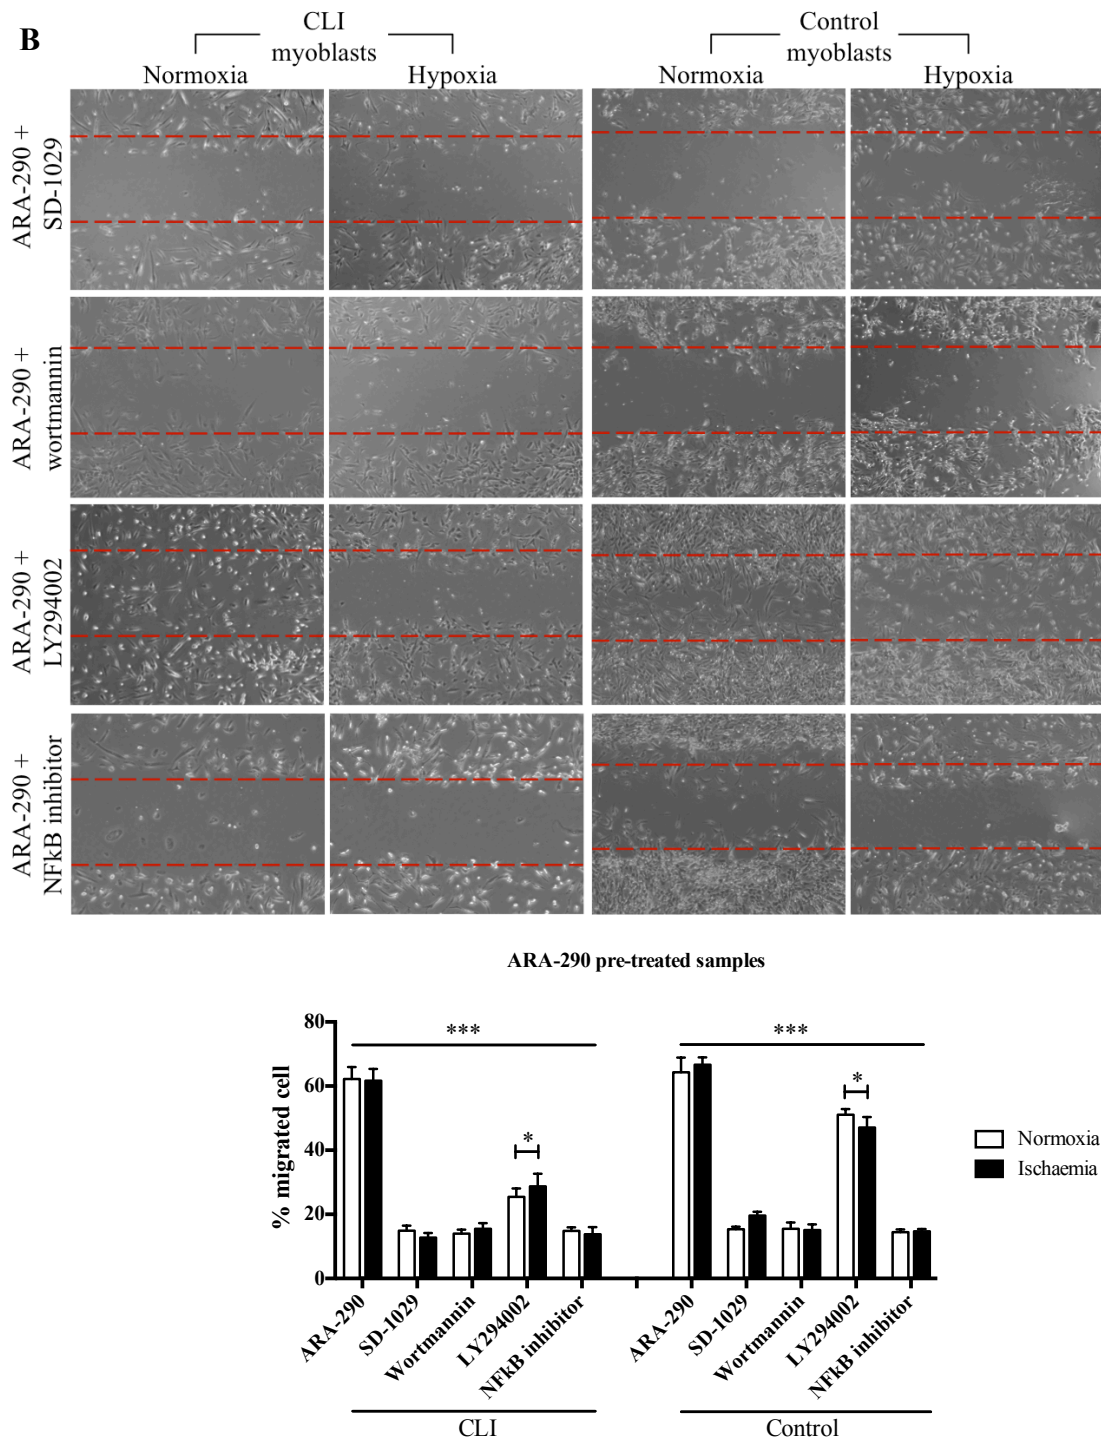 B
CLI
myoblasts
Control
myoblasts
Normoxia
Hypoxia
Normoxia
Hypoxia
ARA-290 +
SD-1029
ARA-290 +
wortmannin
ARA-290 +
LY294002
ARA-290 +
NFkB inhibitor
ARA-290 pre-treated samples
% migrated cell
80
60
40
20
0
***
***
*
*
Normoxia
Ischaemia
ARA-290
SD-1029
Wortmannin
LY294002
NFkB inhibitor
ARA-290
SD-1029
Wortmannin
LY294002
NFkB inhibitor
CLI
Control